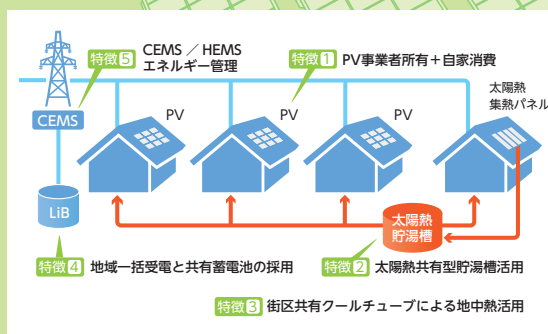 特徴5 CEMS ／ HEMS
エネルギー管理
特徴1 PV事業者所有＋自家消費
太陽熱
集熱パネル
CEMS
PV
PV
PV
LiB
太陽熱
貯湯槽
特徴4 地域一括受電と共有蓄電池の採用
特徴2 太陽熱共有型貯湯槽活用
特徴3 街区共有クールチューブによる地中熱活用